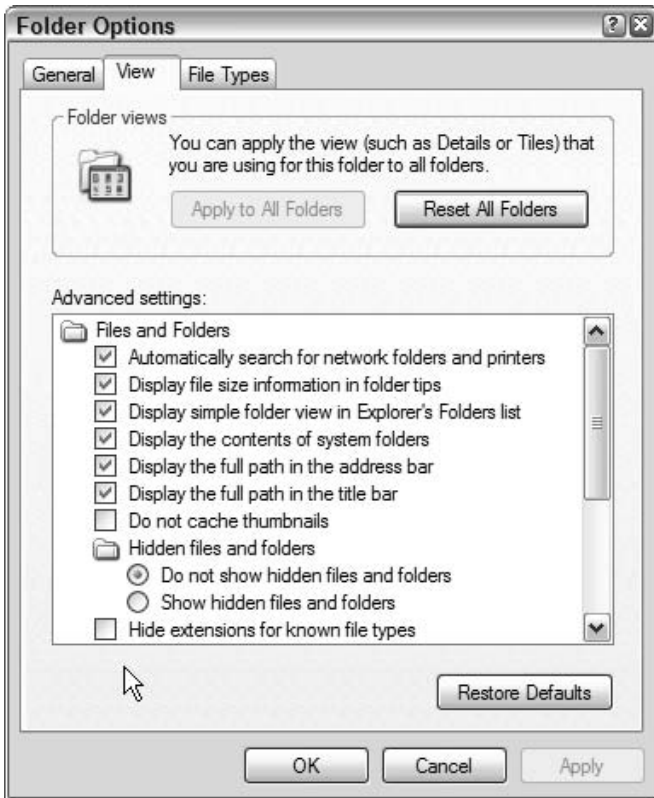 Folder Options
General View File Types
Folder views
You can apply the view (such as Details or Tiles) that
you are using for this folder to all folders.
Apply to All Folders Reset All Folders
Advanced settings:
Files and Folders
Automatically search for network folders and printers
Display file size information in folder tips
Display simple folder view in Explorer's Folders list
Display the contents of system folders
Display the full path in the address bar
Display the full path in the title bar
Do not cache thumbnails
Hidden files and folders
Do not show hidden files and folders
Show hidden files and folders
Hide extensions for known file types
Restore Defaults
OK Cancel Apply